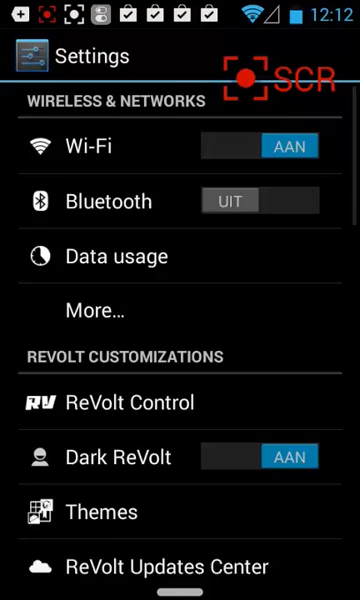 12:12
Settings
SCR
WIRELESS & NETWORKS
Wi-Fi AAN
Bluetooth UIT
Data usage
More...
REVOLT CUSTOMIZATIONS
RV ReVolt Control
Dark ReVolt AAN
Themes
ReVolt Updates Center